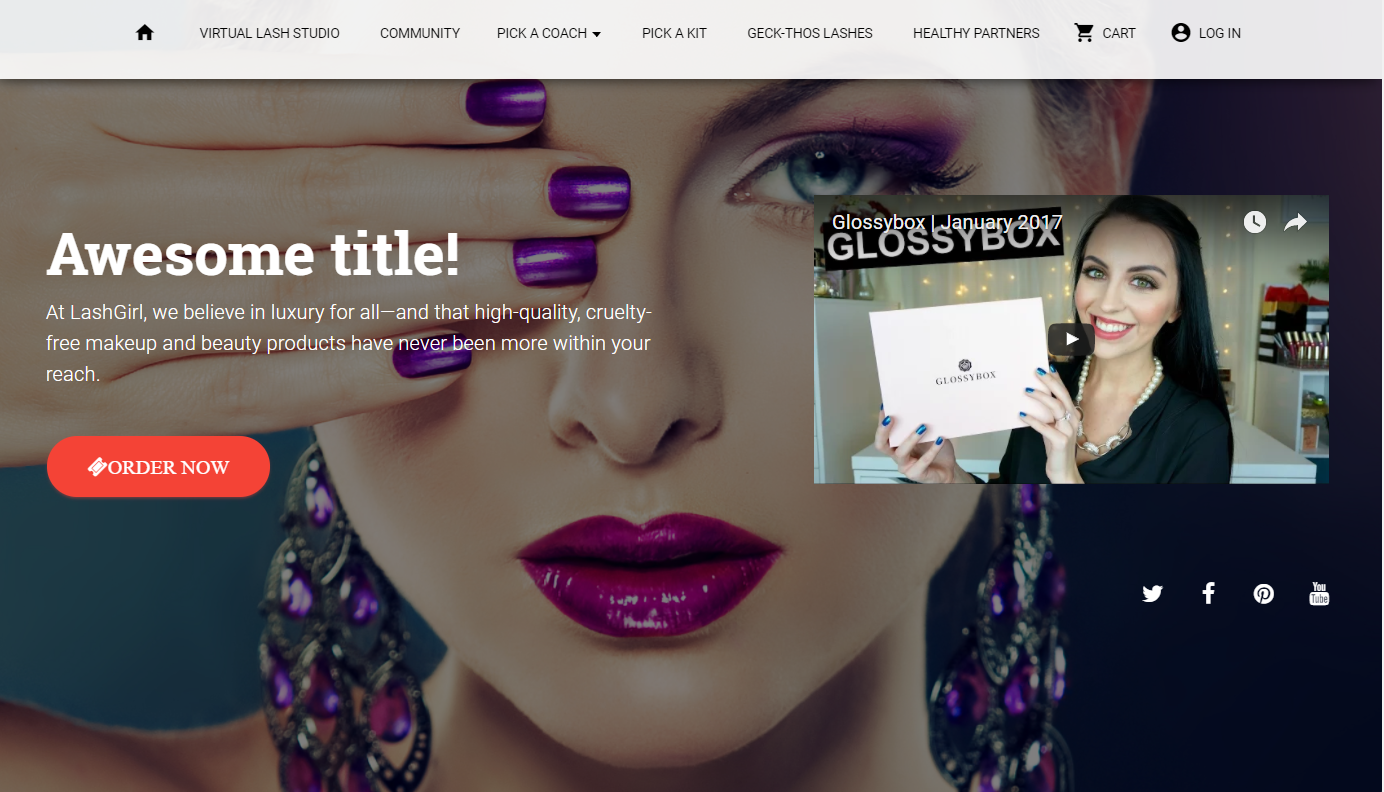 VIRTUAL LASH STUDIO COMMUNITY PICK A COACH PICK A KIT GECK-THOS LASHES HEALTHY PARTNERS CART LOG IN
Glossybox | January 2017
GLOSSYBOX
Awesome title!
At LashGirl, we believe in luxury for all—and that high-quality, cruelty-
free makeup and beauty products have never been more within your
reach.
GLOSSYBOX
ORDER NOW
You
Tube